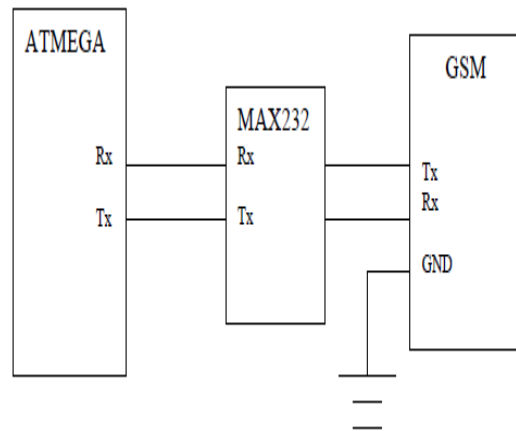 ATMEGA
Rx
Tx
MAX232
Rx
Tx
GSM
Tx
Rx
GND